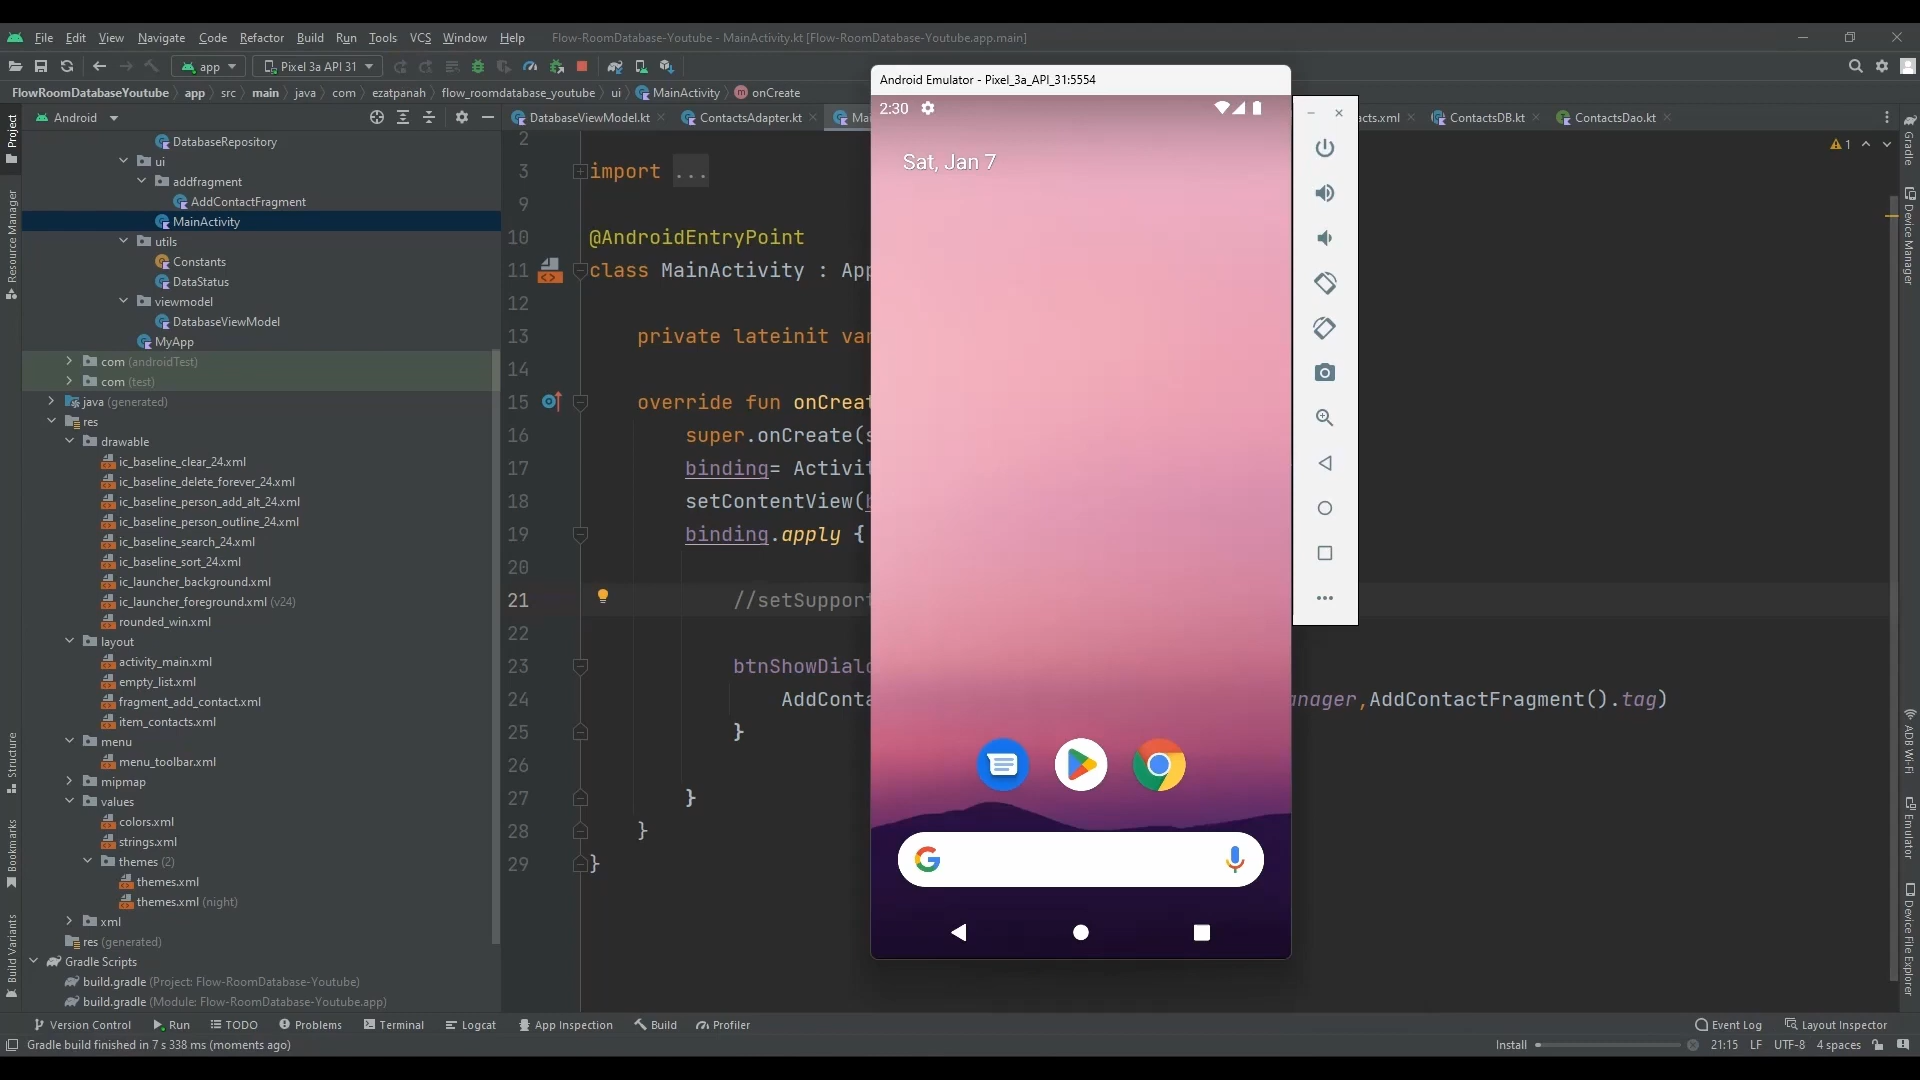 File Edit View Navigate Code Refactor Build Run Tools VCS Window Help Flow-RoomDatabase-Youtube - MainActivity.kt [Flow-RoomDatabase-Youtube.app.main]
app Pixel 3a API 31
FlowRoomDatabaseYoutube app src main java com ezatpanah flow_roomdatabase_youtube ui MainActivity onCreate
Android
DatabaseViewModel.kt ContactsAdapter.kt Mai acts.xml ContactsDB.kt ContactsDao.kt
Project
Resource Manager
Structure
Bookmarks
Build Variants
DatabaseRepository
ui
addfragment
AddContactFragment
MainActivity
utils
Constants
DataStatus
viewmodel
DatabaseViewModel
MyApp
com (androidTest)
com (test)
java (generated)
res
drawable
ic_baseline_clear_24.xml
ic_baseline_delete_forever_24.xml
ic_baseline_person_add_alt_24.xml
ic_baseline_person_outline_24.xml
ic_baseline_search_24.xml
ic_baseline_sort_24.xml
ic_launcher_background.xml
ic_launcher_foreground.xml (v24)
rounded_win.xml
layout
activity_main.xml
empty_list.xml
fragment_add_contact.xml
item_contacts.xml
menu
menu_toolbar.xml
mipmap
values
colors.xml
strings.xml
themes (2)
themes.xml
themes.xml (night)
xml
res (generated)
Gradle Scripts
build.gradle (Project: Flow-RoomDatabase-Youtube)
build.gradle (Module: Flow-RoomDatabase-Youtube.app)
2
3 import ...
9
10 @AndroidEntryPoint
11 class MainActivity : App
12
13 private lateinit var
14
15 override fun onCreat
16 super.onCreate(s
17 binding= Activit
18 setContentView(b
19 binding.apply {
20
21 //setSupport
22
23 btnShowDialo
24 AddConta anager,AddContactFragment().tag)
25 }
26
27 }
28 }
29 }
1
Android Emulator - Pixel_3a_API_31:5554
2:30
Sat, Jan 7
Gradle
Device Manager
ADB Wi-Fi
Emulator
Device File Explorer
Version Control Run TODO Problems Terminal Logcat App Inspection Build Profiler Event Log Layout Inspector
Gradle build finished in 7 s 338 ms (moments ago) Install 21:15 LF UTF-8 4 spaces